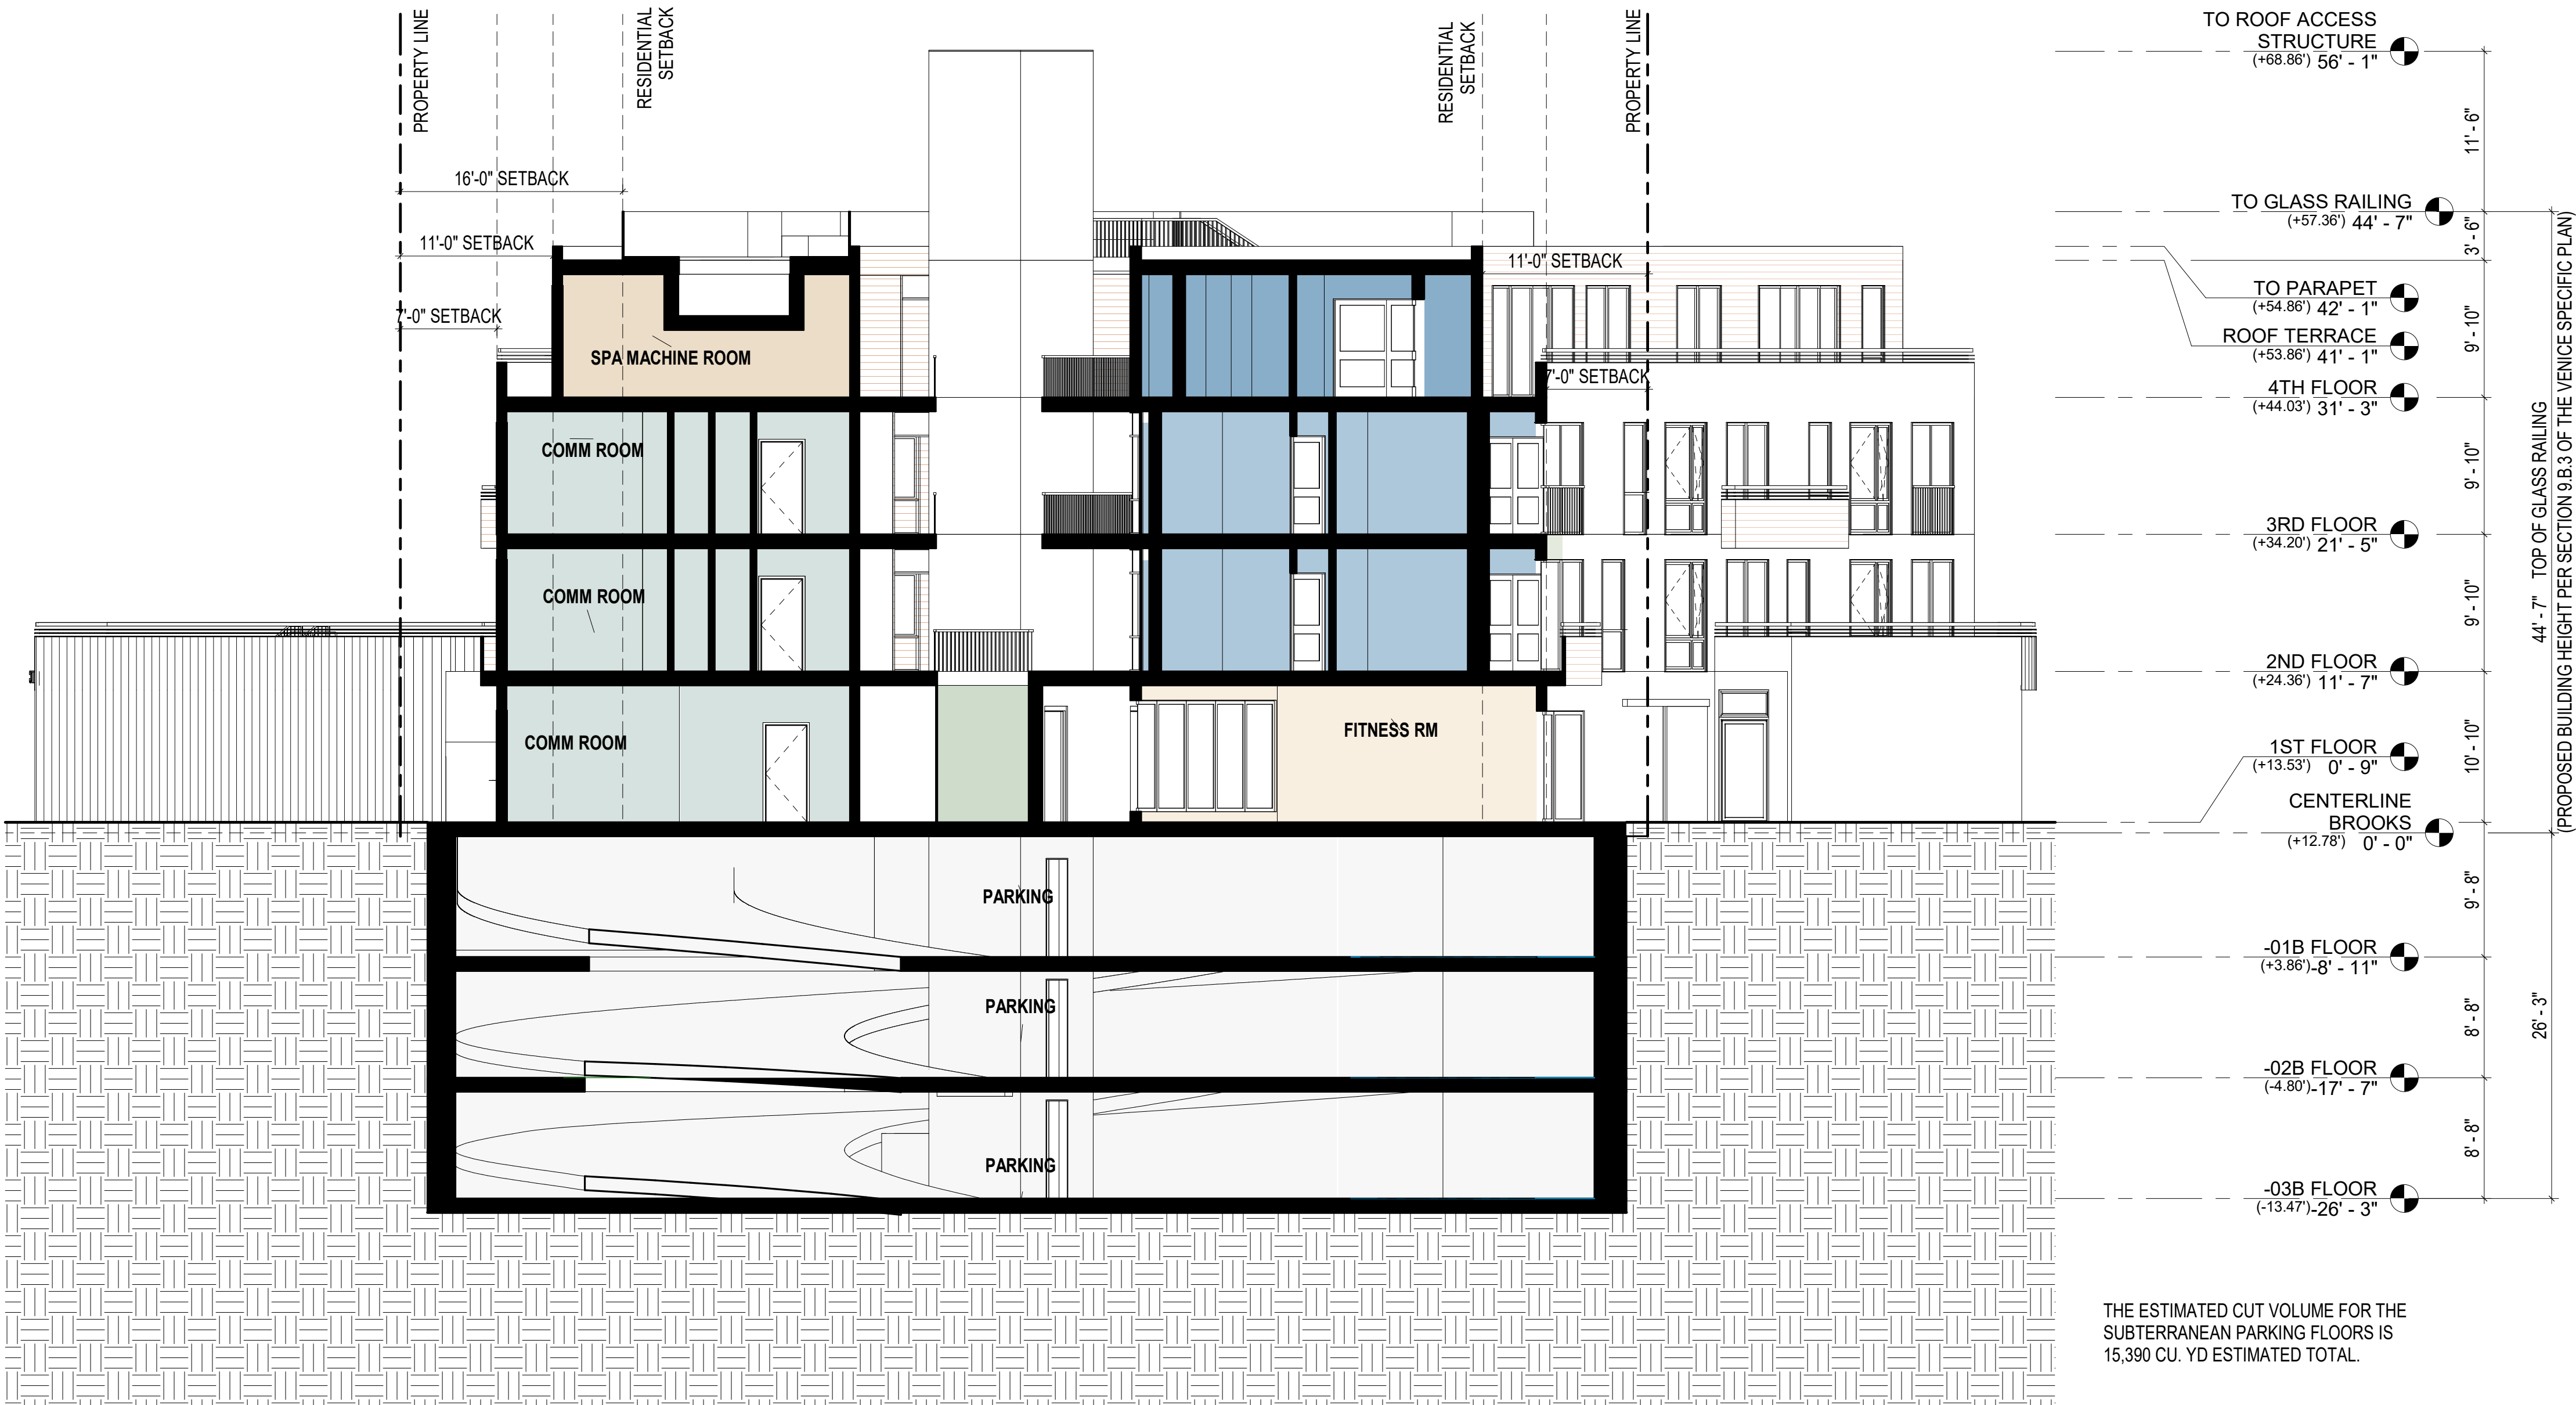 PROPERTY LINE
RESIDENTIAL
SETBACK
RESIDENTIAL
SETBACK
PROPERTY LINE
16'-0" SETBACK
11'-0" SETBACK
7'-0" SETBACK
11'-0" SETBACK
7'-0" SETBACK
SPA MACHINE ROOM
COMM ROOM
COMM ROOM
COMM ROOM
FITNESS RM
PARKING
PARKING
PARKING
TO ROOF ACCESS
STRUCTURE
(+68.86') 56' - 1"
TO GLASS RAILING
(+57.36') 44' - 7"
TO PARAPET
(+54.86') 42' - 1"
ROOF TERRACE
(+53.86') 41' - 1"
4TH FLOOR
(+44.03') 31' - 3"
3RD FLOOR
(+34.20') 21' - 5"
2ND FLOOR
(+24.36') 11' - 7"
1ST FLOOR
(+13.53') 0' - 9"
CENTERLINE
BROOKS
(+12.78') 0' - 0"
-01B FLOOR
(+3.86')-8' - 11"
-02B FLOOR
(-4.80')-17' - 7"
-03B FLOOR
(-13.47')-26' - 3"
11' - 6"
3' - 6"
9' - 10"
9' - 10"
9' - 10"
10' - 10"
9' - 8"
8' - 8"
8' - 8"
44' - 7" TOP OF GLASS RAILING
(PROPOSED BUILDING HEIGHT PER SECTION 9.B.3 OF THE VENICE SPECIFIC PLAN)
26' - 3"
THE ESTIMATED CUT VOLUME FOR THE
SUBTERRANEAN PARKING FLOORS IS
15,390 CU. YD ESTIMATED TOTAL.